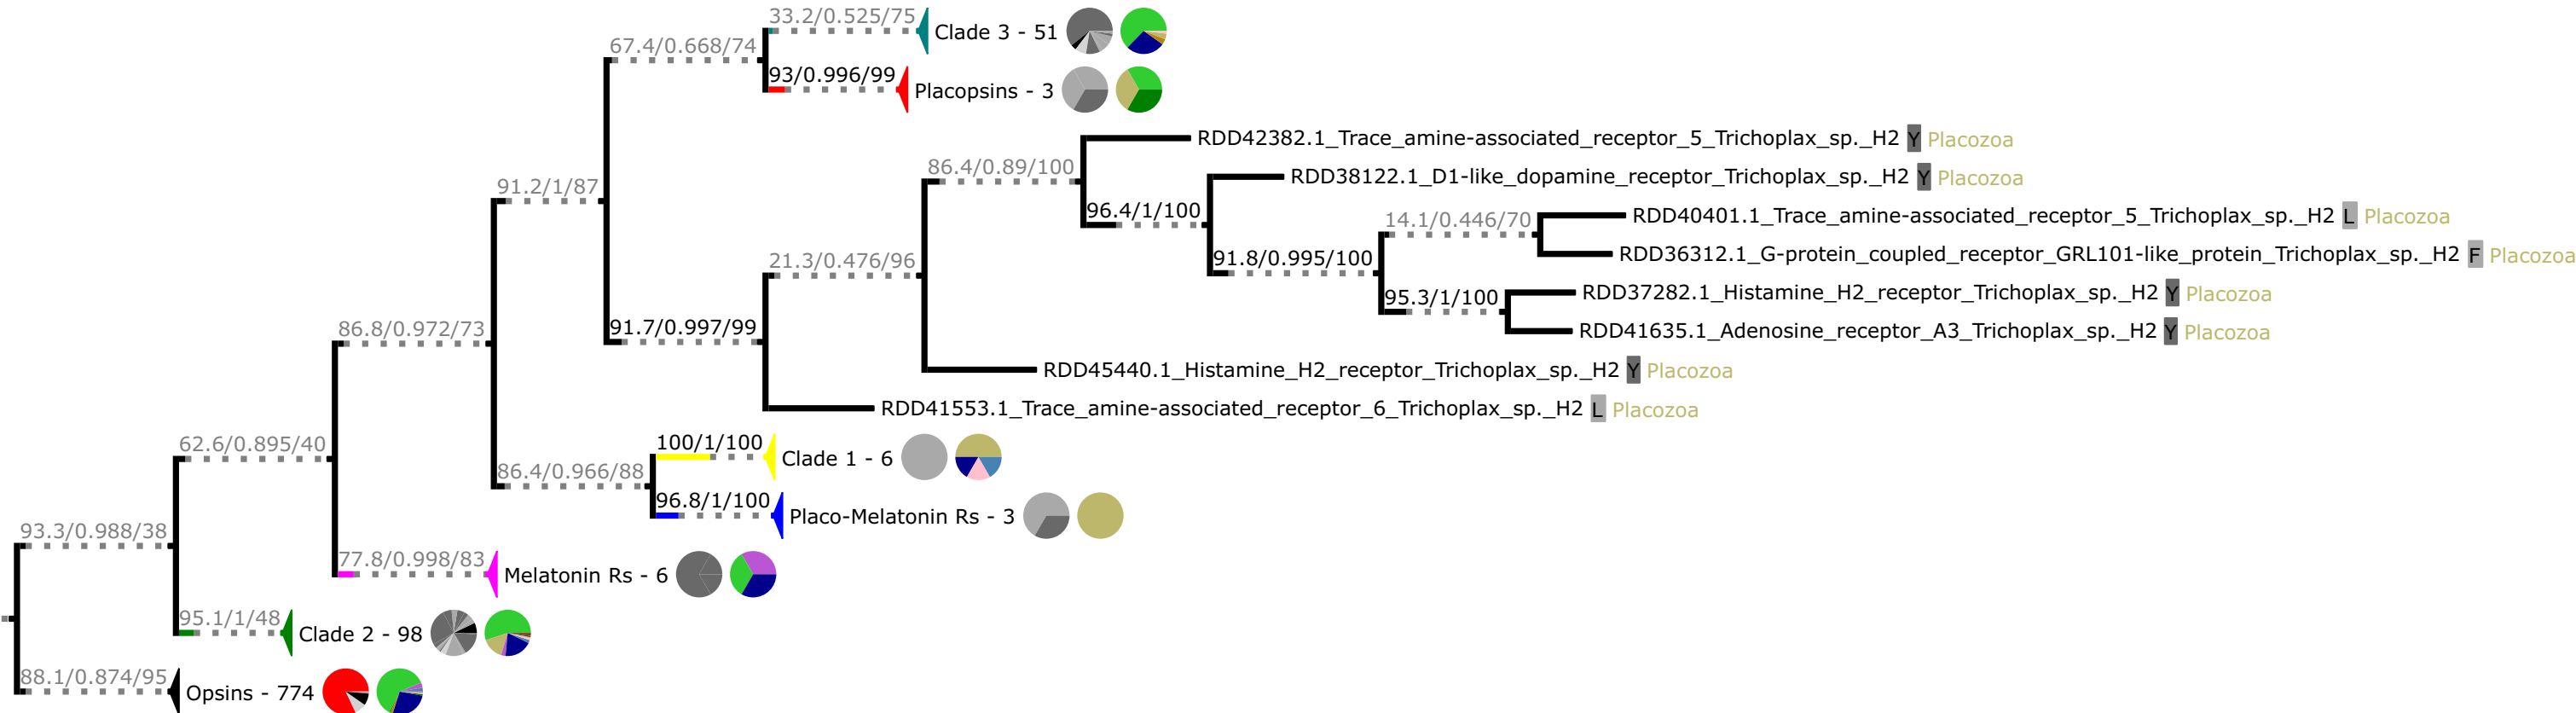 33.2/0.525/75
Clade 3 - 51
67.4/0.668/74
93/0.996/99
Placopsins - 3
RDD42382.1_Trace_amine-associated_receptor_5_Trichoplax_sp._H2 Y Placozoa
86.4/0.89/100
RDD38122.1_D1-like_dopamine_receptor_Trichoplax_sp._H2 Y Placozoa
91.2/1/87
96.4/1/100
14.1/0.446/70
RDD40401.1_Trace_amine-associated_receptor_5_Trichoplax_sp._H2 L Placozoa
RDD36312.1_G-protein_coupled_receptor_GRL101-like_protein_Trichoplax_sp._H2 F Placozoa
91.8/0.995/100
21.3/0.476/96
95.3/1/100
RDD37282.1_Histamine_H2_receptor_Trichoplax_sp._H2 Y Placozoa
86.8/0.972/73
91.7/0.997/99
RDD41635.1_Adenosine_receptor_A3_Trichoplax_sp._H2 Y Placozoa
RDD45440.1_Histamine_H2_receptor_Trichoplax_sp._H2 Y Placozoa
RDD41553.1_Trace_amine-associated_receptor_6_Trichoplax_sp._H2 L Placozoa
62.6/0.895/40
100/1/100
Clade 1 - 6
86.4/0.966/88
96.8/1/100
Placo-Melatonin Rs - 3
93.3/0.988/38
77.8/0.998/83
Melatonin Rs - 6
95.1/1/48
Clade 2 - 98
88.1/0.874/95
Opsins - 774